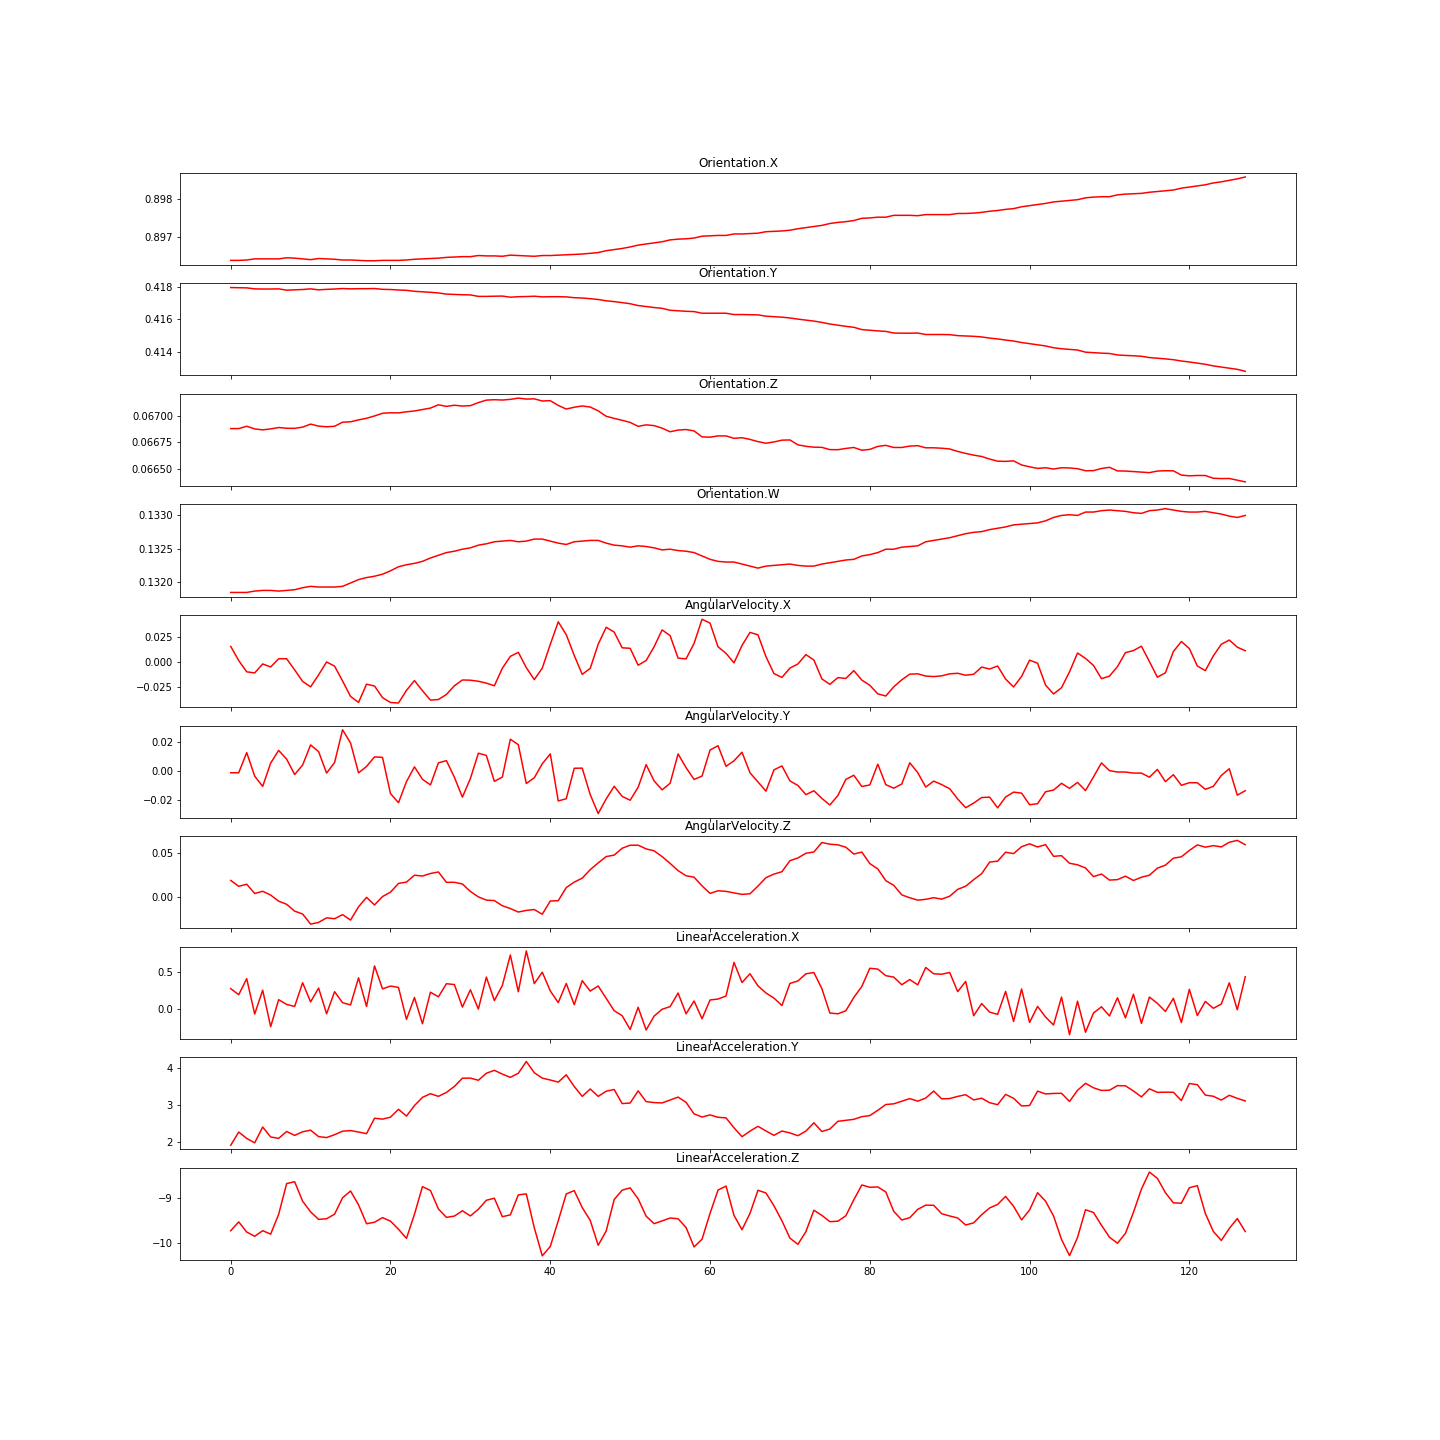 Orientation.X
0.898
0.897
Orientation.Y
0.418
0.416
0.414
Orientation.Z
0.06700
0.06675
0.06650
Orientation.W
0.1330
0.1325
0.1320
AngularVelocity.X
0.025
0.000
−0.025
AngularVelocity.Y
0.02
0.00
−0.02
AngularVelocity.Z
0.05
0.00
LinearAcceleration.X
0.5
0.0
LinearAcceleration.Y
4
3
2
LinearAcceleration.Z
−9
−10
0 20 40 60 80 100 120